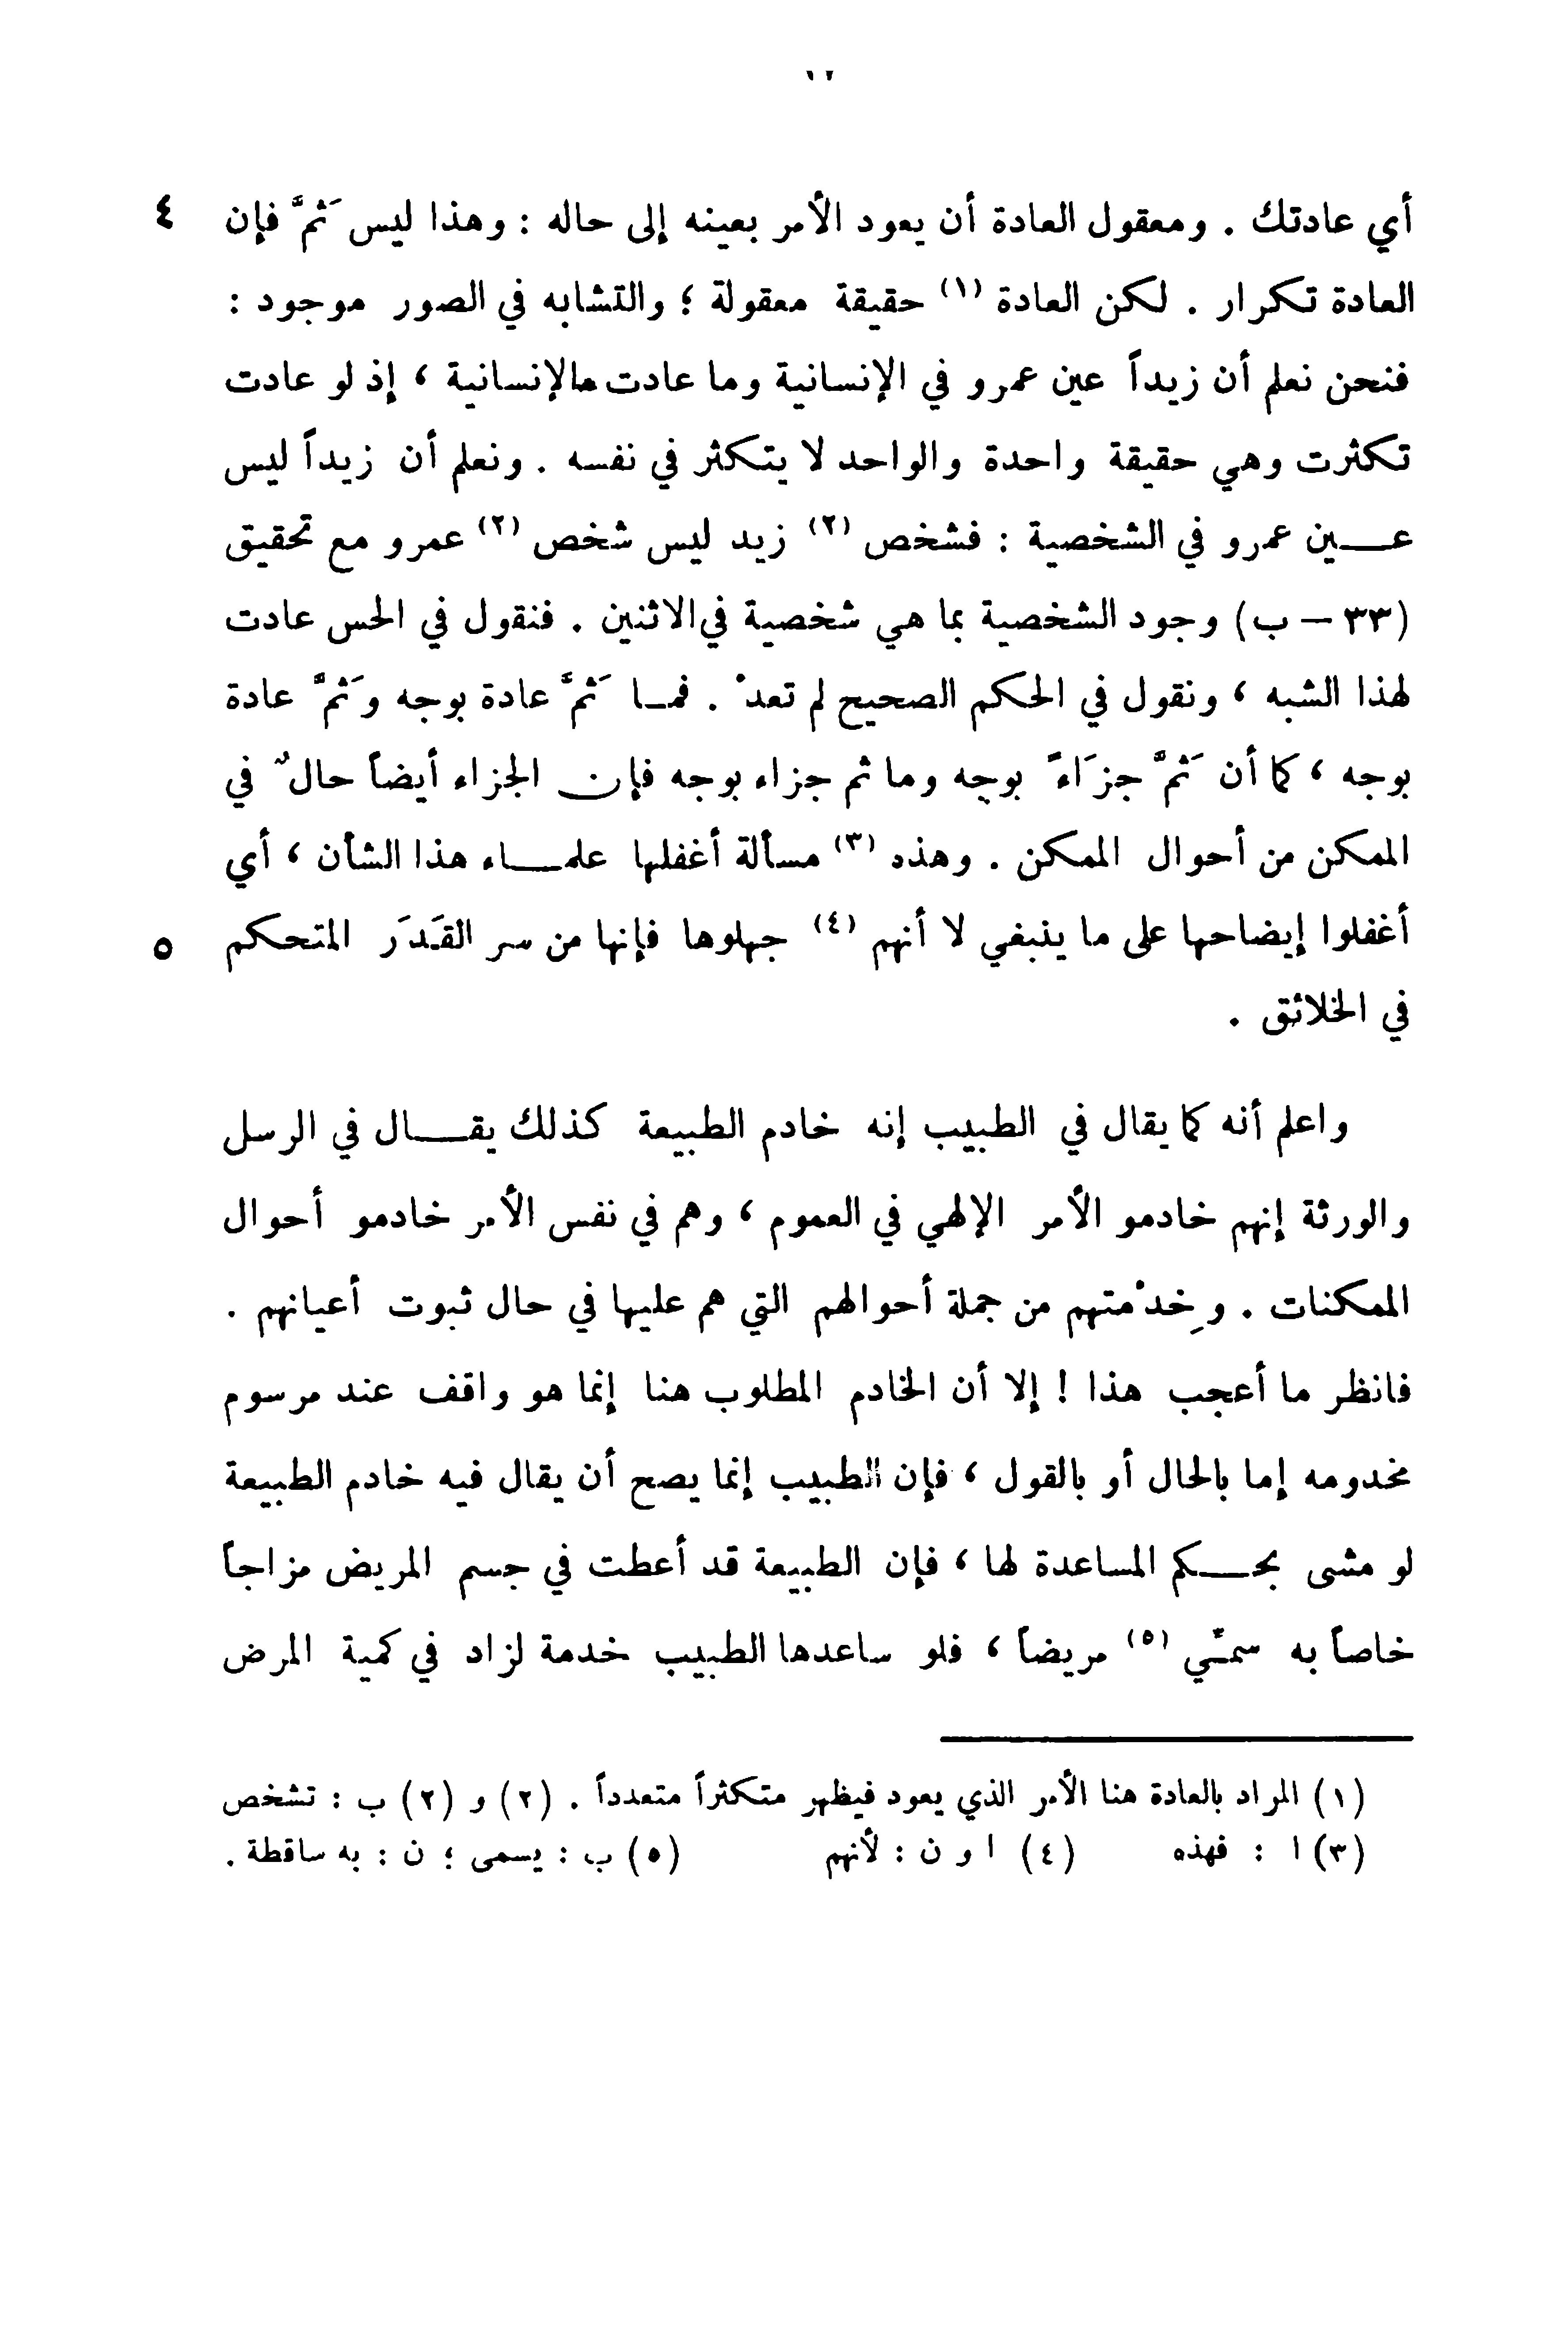 أي عادتك . ومعقول العادة أن يعود الأمر بعينه إلى حاله : وهذا ليس ثَمَّ فإن ٤
العادة تكرار . لكن العادة (١) حقيقة معقولة ؛ والتشابه في الصور موجود :
فنحن نعلم أن زيداً عين عمرو في الإنسانية وما عادت الإنسانية ، إذ لو عادت
تكثرت وهي حقيقة واحدة والواحد لا يتكثر في نفسه . ونعلم أن زيداً ليس
عـــين عمرو في الشخصية : فشخص (٢) زيد ليس شخص (٢) عمرو مع تحقيق
(٣٣ – ب) وجود الشخصية بما هي شخصية في الاثنين . فنقول في الحس عادت
لهذا الشبه ، ونقول في الحكم الصحيح لم تعدْ . فمـا ثَمَّ عادة بوجه وثَمَّ عادة
بوجه ، كما أن ثَمَّ جزَاءً بوجه وما ثم جزاء بوجه فإن الجزاء أيضاً حالٌ في
الممكن من أحوال الممكن . وهذه (٣) مسألة أغفلها علمـــاء هذا الشأن ، أي
أغفلوا إيضاحها على ما ينبغي لا أنهم (٤) جهلوها فإنها من سر القَدَر المتحكم ٥
في الخلائق .
واعلم أنه كما يقال في الطبيب إنه خادم الطبيعة كذلك يقـــال في الرسل
والورثة إنهم خادمو الأمر الإلهي في العموم ، وهم في نفس الأمر خادمو أحوال
الممكنات . وخِدْمتهم من جملة أحوالهم التي هم عليها في حال ثبوت أعيانهم .
فانظر ما أعجب هذا ! إلا أن الخادم المطلوب هنا إنما هو واقف عند مرسوم
مخدومه إما بالحال أو بالقول ، فإن الطبيب إنما يصح أن يقال فيه خادم الطبيعة
لو مشى بحـــكم المساعدة لها ، فإن الطبيعة قد أعطت في جسم المريض مزاجاً
خاصاً به سمِّي (٥) مريضاً ، فلو ساعدها الطبيب خدمة لزاد في كمية المرض
(١) المراد بالعادة هنا الأمر الذي يعود فيظهر متكثراً متعدداً . (٢) و (٢) ب : تشخص
(٣) ا : فهذه (٤) ا و ن : لأنهم (٥) ب : يسمى ؛ ن : به ساقطة .